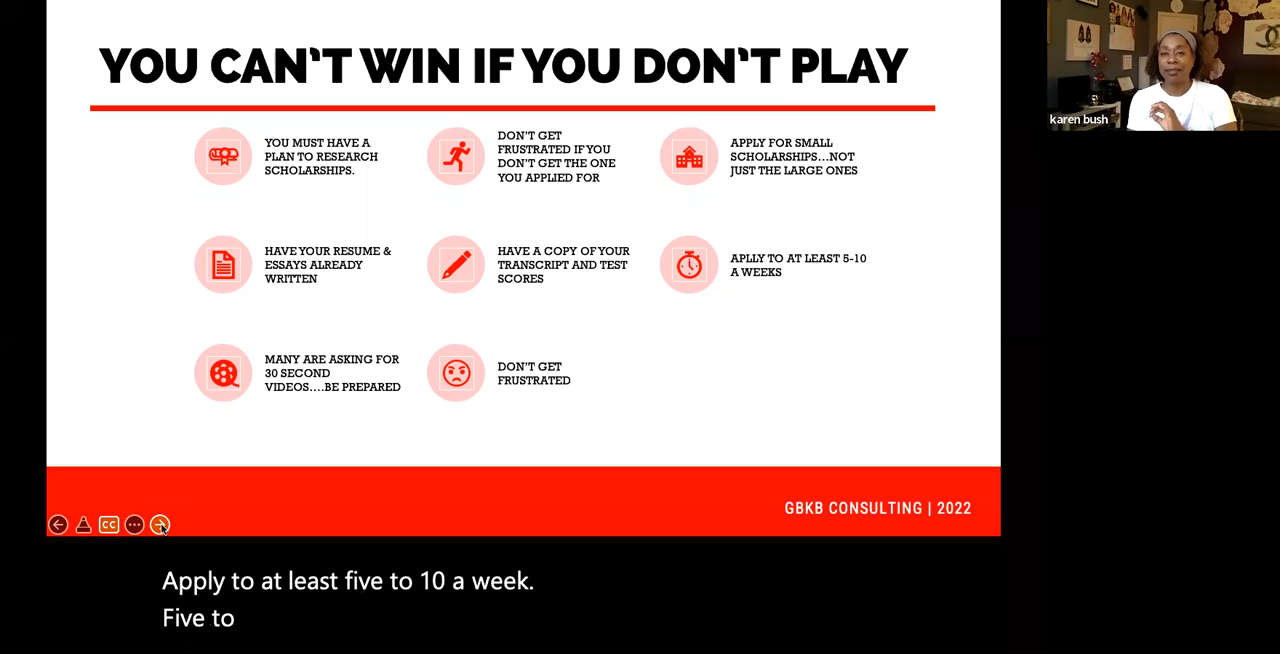 YOU CAN'T WIN IF YOU DON'T PLAY
karen bush
YOU MUST HAVE A
PLAN TO RESEARCH
SCHOLARSHIPS.
DON'T GET
FRUSTRATED IF YOU
DON'T GET THE ONE
YOU APPLIED FOR
APPLY FOR SMALL
SCHOLARSHIPS...NOT
JUST THE LARGE ONES
HAVE YOUR RESUME &
ESSAYS ALREADY
WRITTEN
HAVE A COPY OF YOUR
TRANSCRIPT AND TEST
SCORES
APLLY TO AT LEAST 5-10
A WEEKS
MANY ARE ASKING FOR
30 SECOND
VIDEOS....BE PREPARED
DON'T GET
FRUSTRATED
GBKB CONSULTING | 2022
CC
Apply to at least five to 10 a week.
Five to